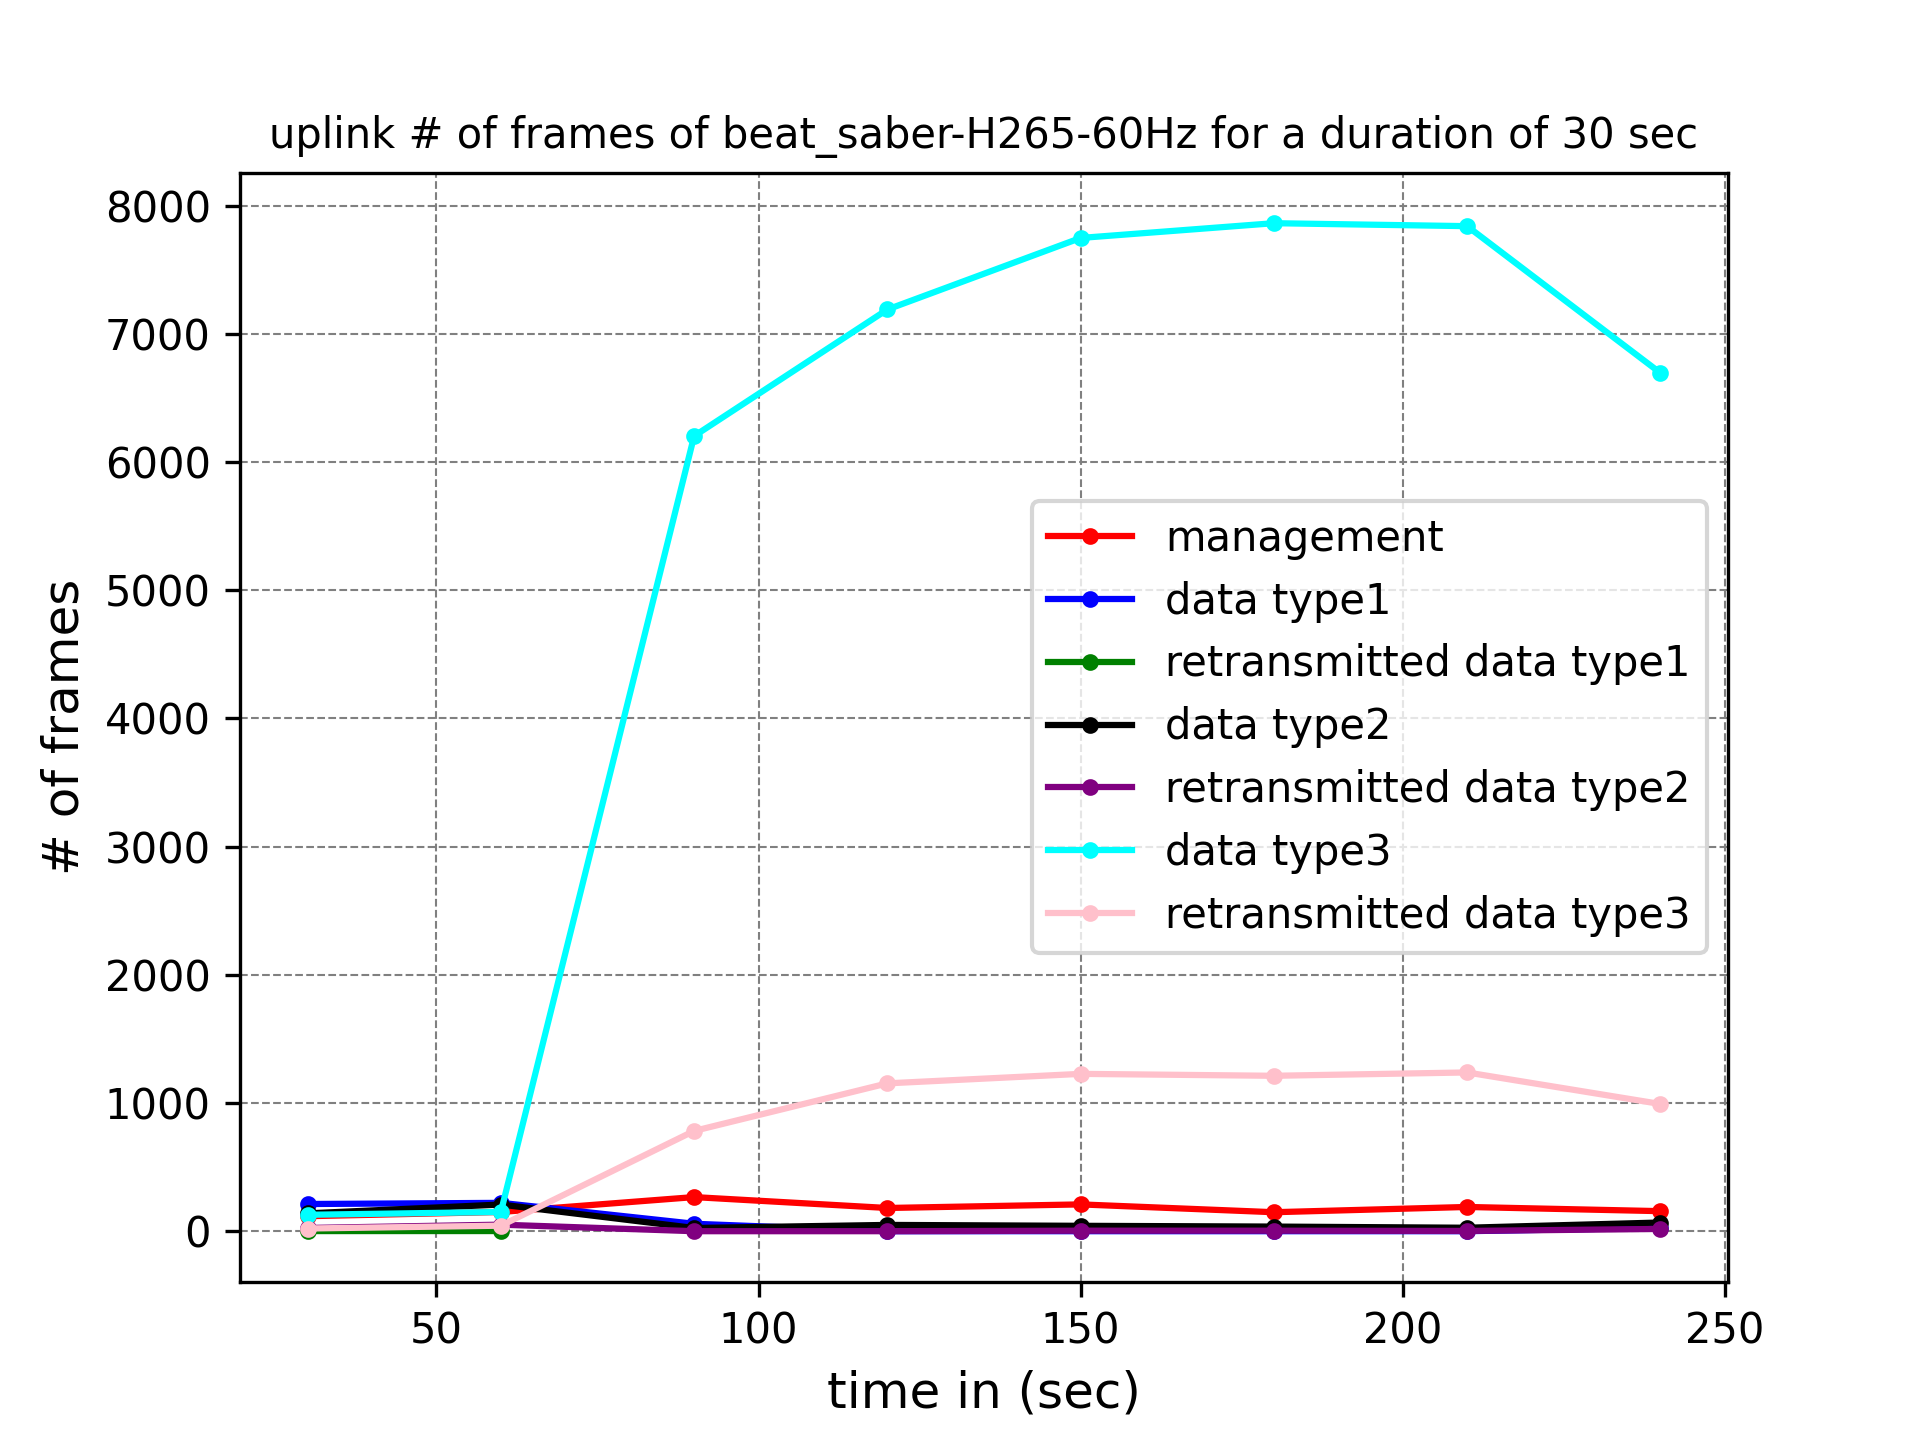 uplink # of frames of beat_saber-H265-60Hz for a duration of 30 sec
8000
7000
6000
5000
4000
3000
2000
1000
0
# of frames
management
data type1
retransmitted data type1
data type2
retransmitted data type2
data type3
retransmitted data type3
50 100 150 200 250
time in (sec)